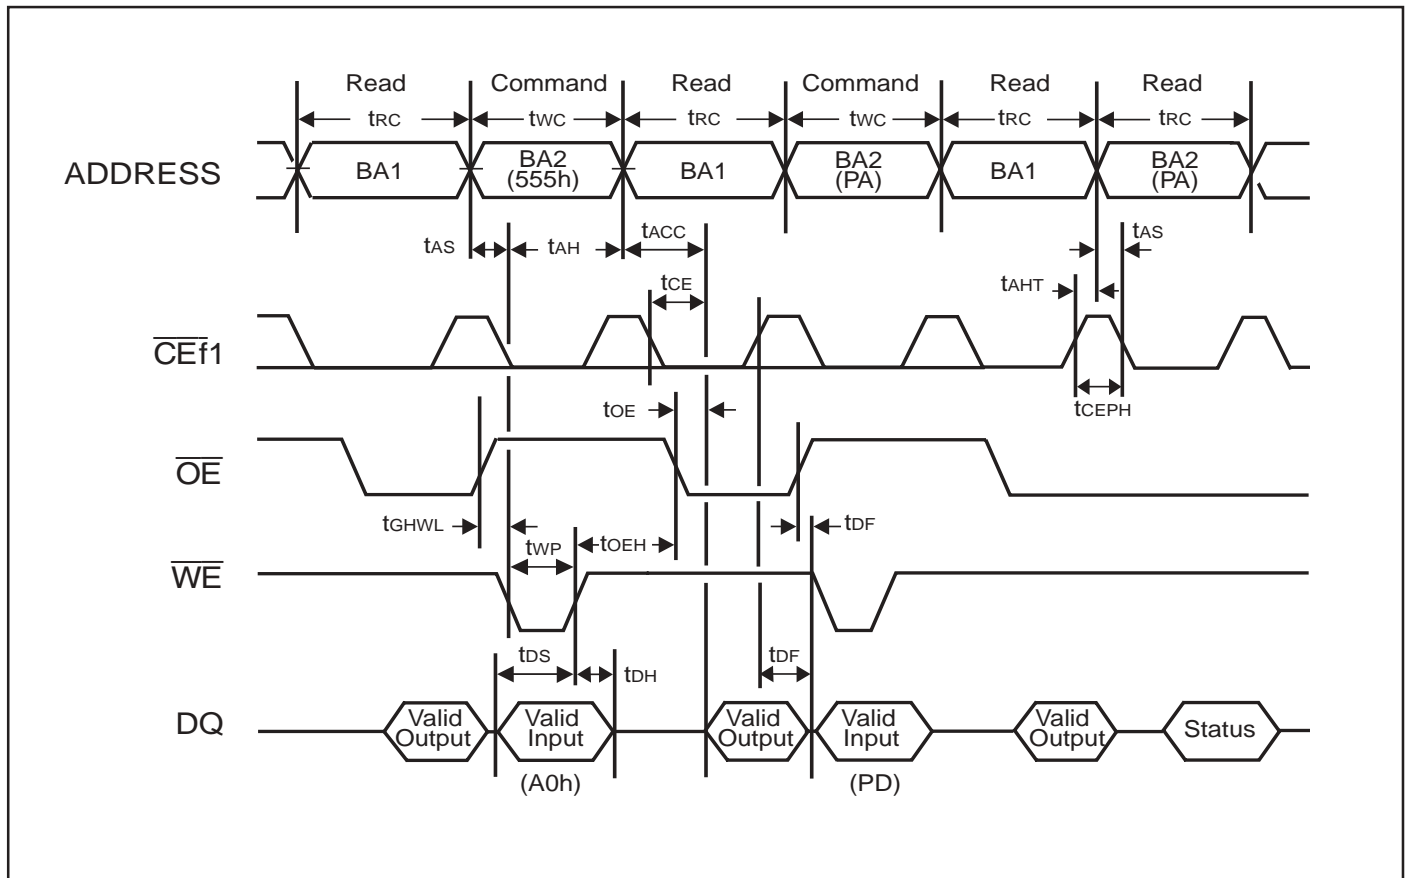 Read Command Read Command Read Read
tRC tWC tRC tWC tRC tRC
ADDRESS BA1 BA2 (555h) BA1 BA2 (PA) BA1 BA2 (PA)
tAS tAH tACC tAS
tCE tAHT
CEf1
tOE tCEPH
OE
tGHWL tWP tOEH tDF
WE
tDS tDH tDF
DQ Valid Output Valid Input Valid Output Valid Input Valid Output Status
(A0h) (PD)